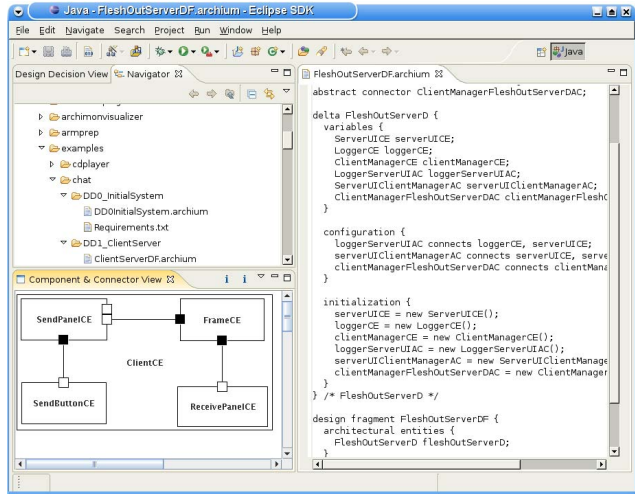 Java - FleshOutServerDF.archium - Eclipse SDK
File Edit Navigate Search Project Run Window Help
Java
Design Decision View Navigator
archimonvisualizer
armprep
examples
cdplayer
chat
DD0_InitialSystem
DD0InitialSystem.archium
Requirements.txt
DD1_ClientServer
ClientServerDF.archium
Component & Connector View
SendPanelCE
FrameCE
ClientCE
SendButtonCE
ReceivePanelCE
FleshOutServerDF.archium
abstract connector ClientManagerFleshOutServerDAC;
delta FleshOutServerD {
variables {
ServerUICE serverUICE;
LoggerCE loggerCE;
ClientManagerCE clientManagerCE;
LoggerServerUIAC loggerServerUIAC;
ServerUIClientManagerAC serverUIClientManagerAC;
ClientManagerFleshOutServerDAC clientManagerFlesh
}
configuration {
loggerServerUIAC connects loggerCE, serverUICE;
serverUIClientManagerAC connects serverUICE, serve
clientManagerFleshOutServerDAC connects clientMana
}
initialization {
serverUICE = new ServerUICE();
loggerCE = new LoggerCE();
clientManagerCE = new ClientManagerCE();
loggerServerUIAC = new LoggerServerUIAC();
serverUIClientManagerAC = new ServerUIClientManage
clientManagerFleshOutServerDAC = new ClientManager
}
} /* FleshOutServerD */
design fragment FleshOutServerDF {
architectural entities {
FleshOutServerD fleshOutServerD;
}